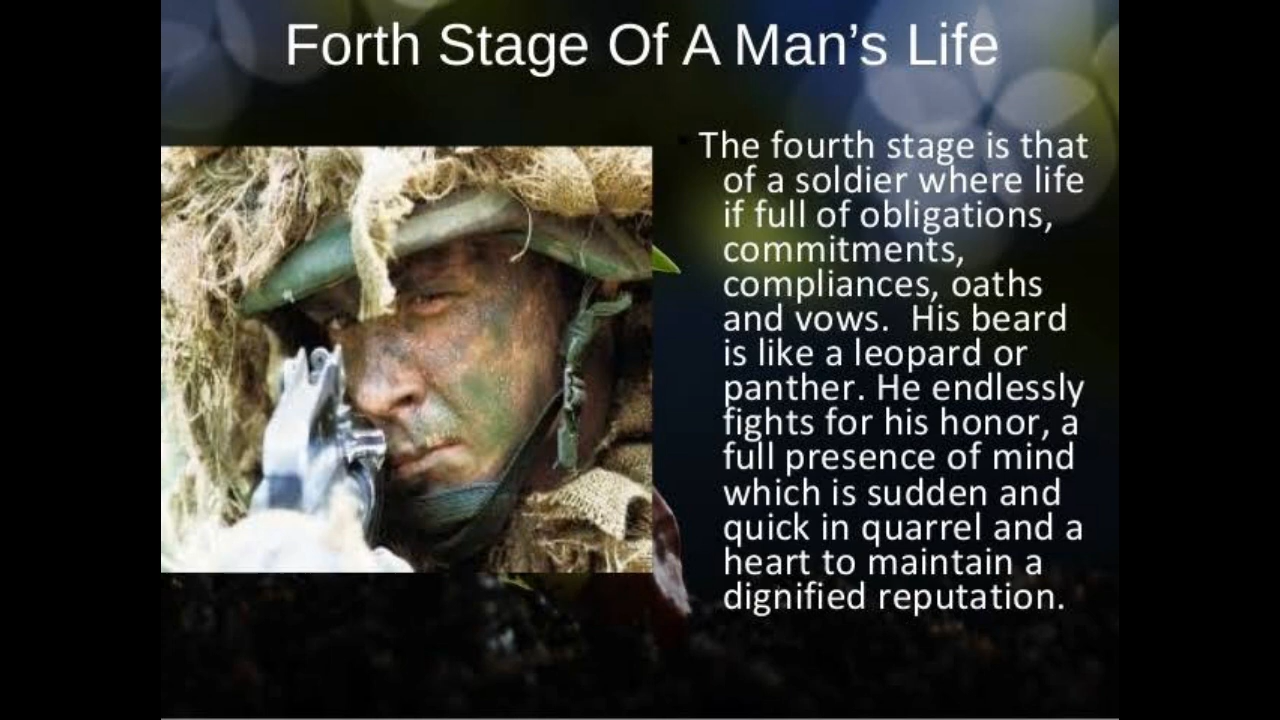 Forth Stage Of A Man's Life
The fourth stage is that
of a soldier where life
if full of obligations,
commitments,
compliances, oaths
and vows.  His beard
is like a leopard or
panther. He endlessly
fights for his honor, a
full presence of mind
which is sudden and
quick in quarrel and a
heart to maintain a
dignified reputation.